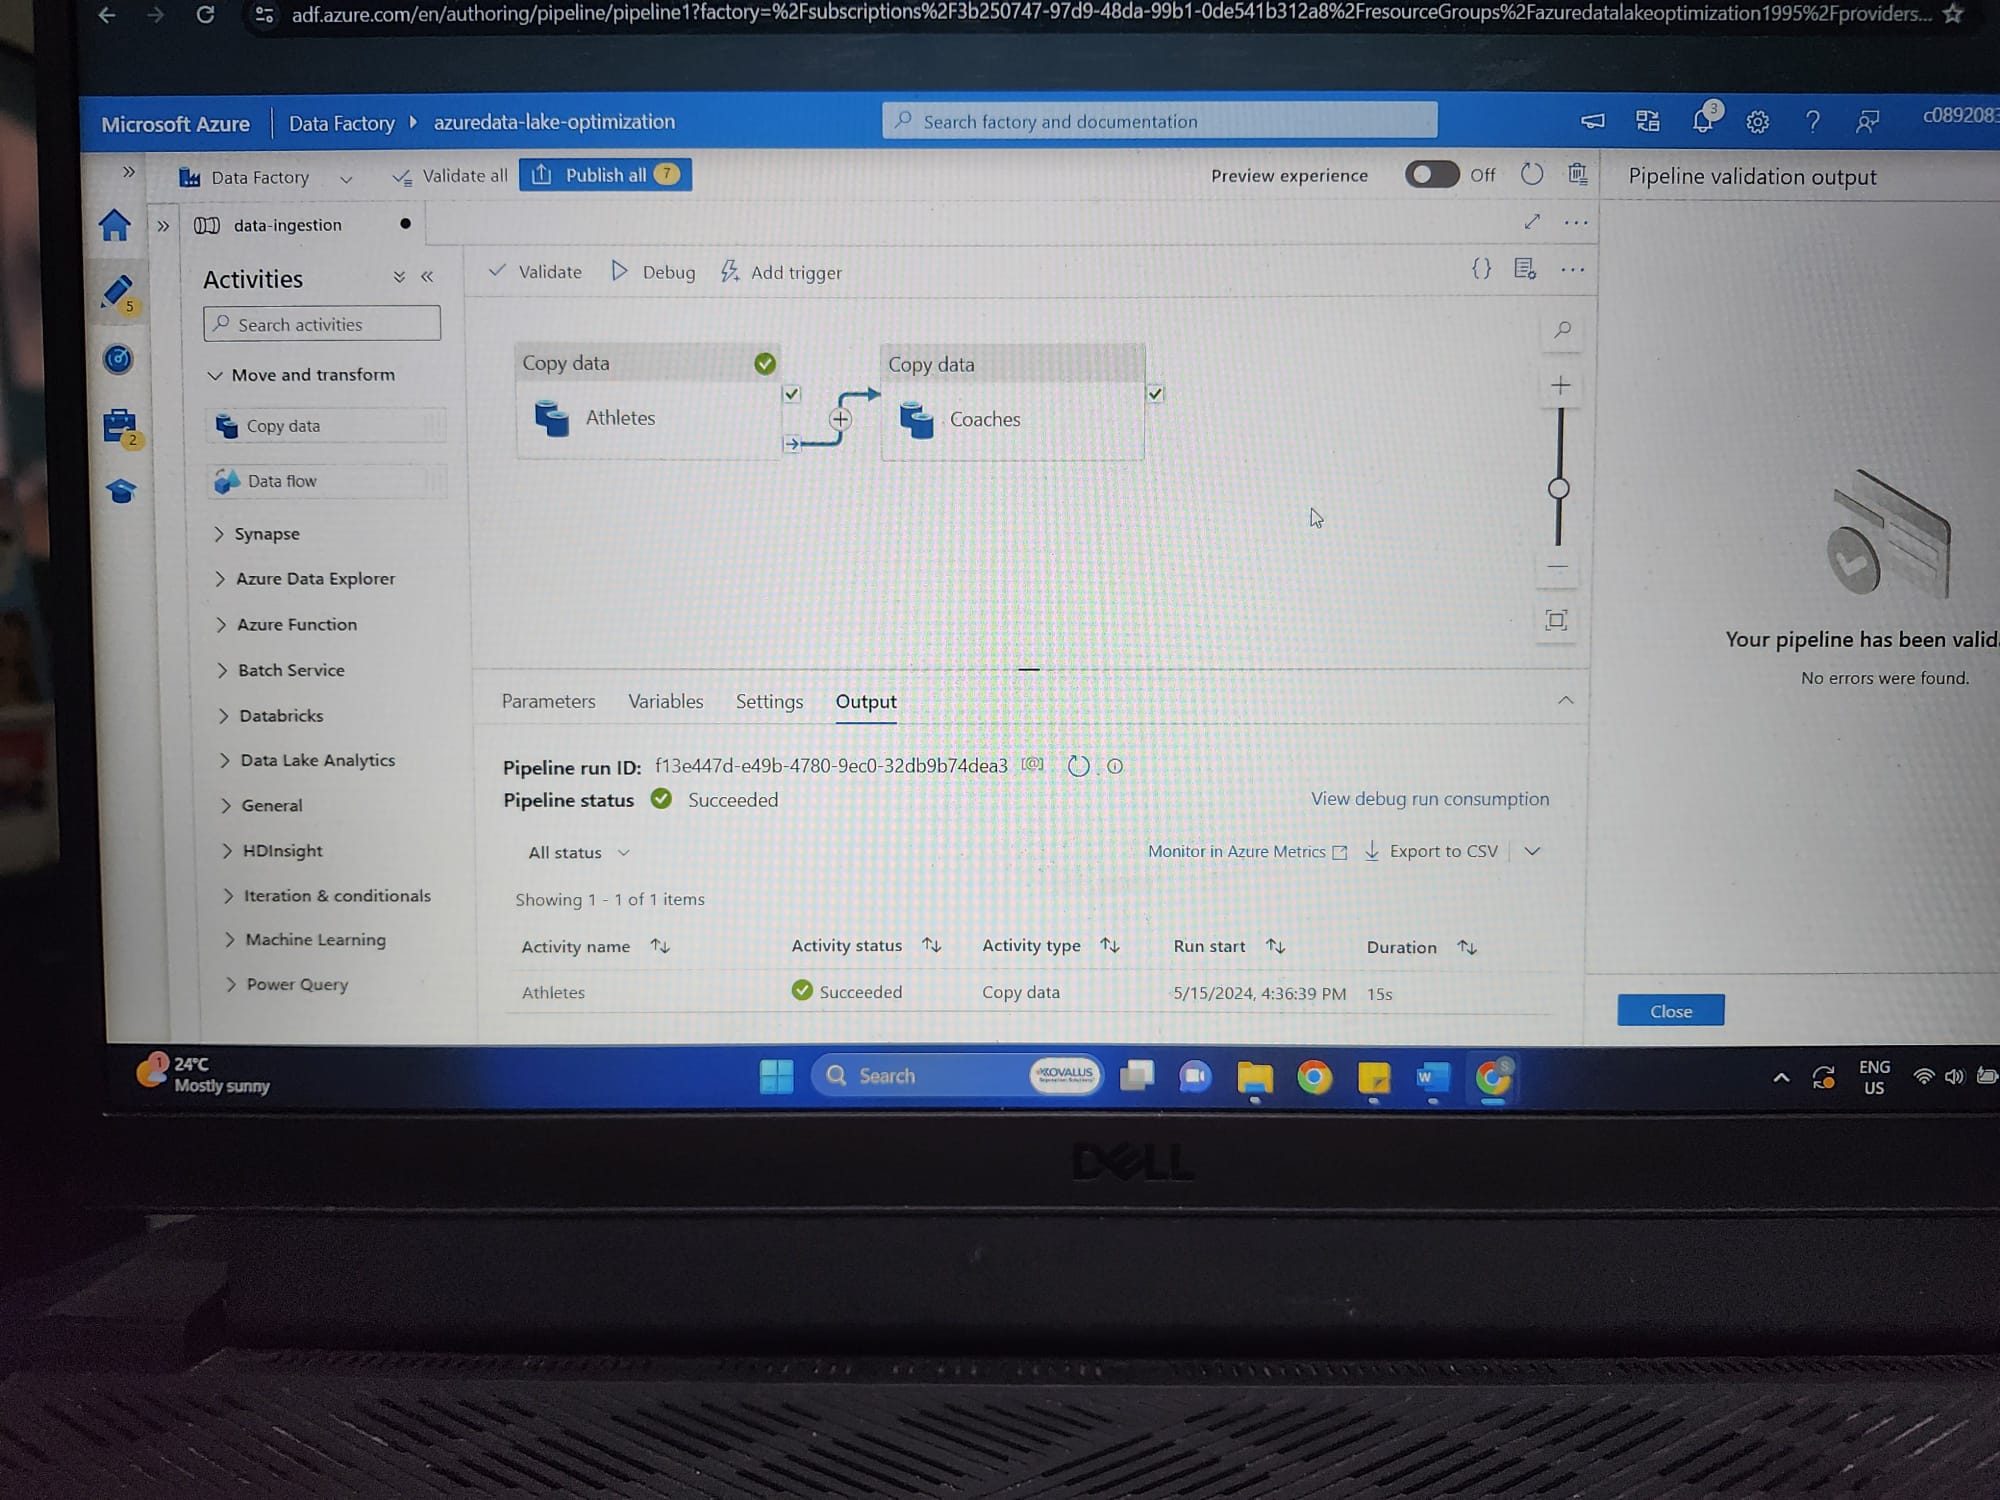 adf.azure.com/en/authoring/pipeline/pipeline1?factory=%2Fsubscriptions%2F3b250747-97d9-48da-99b1-0de541b312a8%2FresourceGroups%2Fazuredatalakeoptimization1995%2Fproviders...
Microsoft Azure Data Factory azuredata-lake-optimization Search factory and documentation 3 c0892083
Data Factory Validate all Publish all 7 Preview experience Off Pipeline validation output
data-ingestion
Activities Validate Debug Add trigger {} ...
5
Search activities
Move and transform
Copy data
2
Data flow
Synapse
Azure Data Explorer
Azure Function
Batch Service
Databricks
Data Lake Analytics
General
HDInsight
Iteration & conditionals
Machine Learning
Power Query
Copy data
Athletes
Copy data
Coaches
Parameters Variables Settings Output
Pipeline run ID: f13e447d-e49b-4780-9ec0-32db9b74dea3
Pipeline status Succeeded View debug run consumption
All status Monitor in Azure Metrics Export to CSV
Showing 1 - 1 of 1 items
Activity name Activity status Activity type Run start Duration
Athletes Succeeded Copy data 5/15/2024, 4:36:39 PM 15s
Your pipeline has been valid
No errors were found.
Close
1 24°C
Mostly sunny
Search KOVALUS
W S
ENG
US
DELL